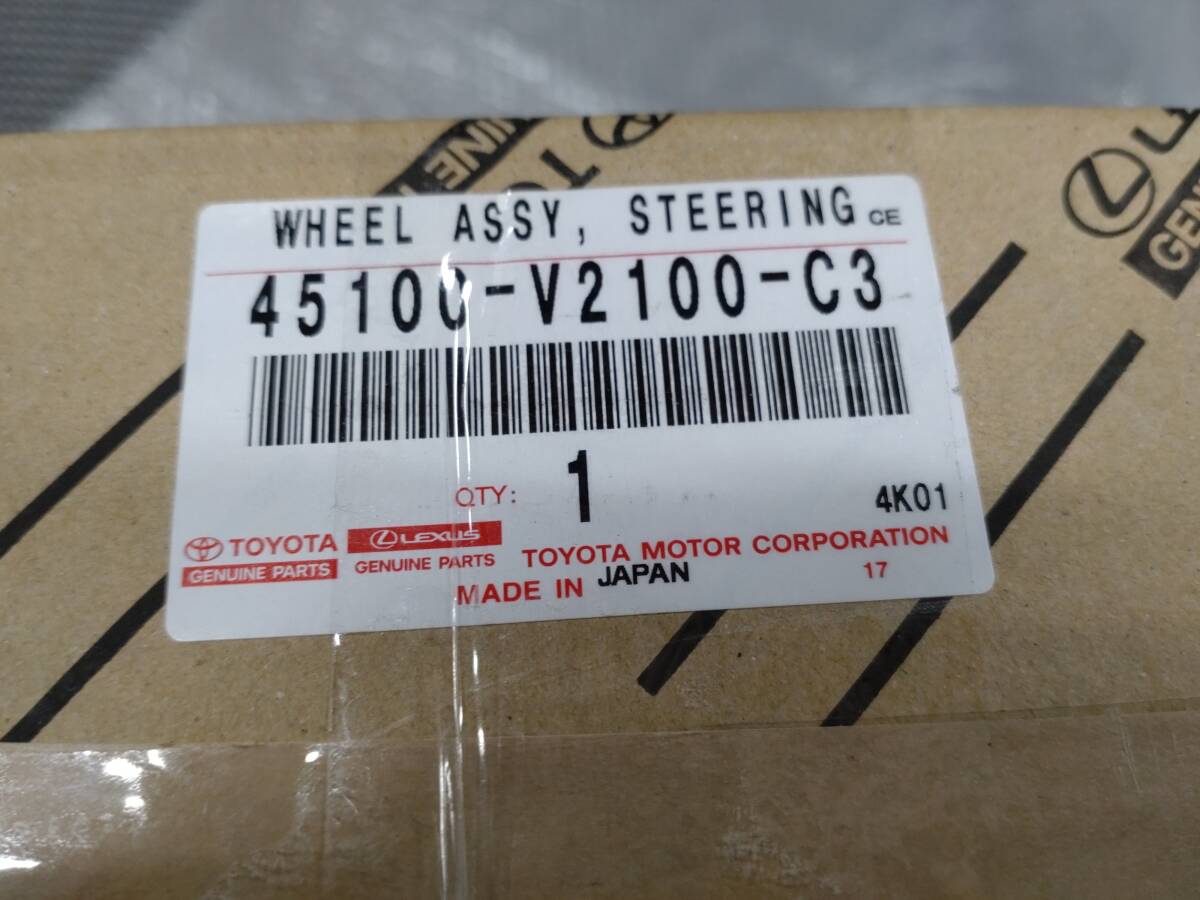 WHEEL ASSY, STEERING CE
45100-V2100-C3
QTY: 1
4K01
TOYOTA
GENUINE PARTS
LEXUS
GENUINE PARTS
TOYOTA MOTOR CORPORATION
MADE IN JAPAN
17